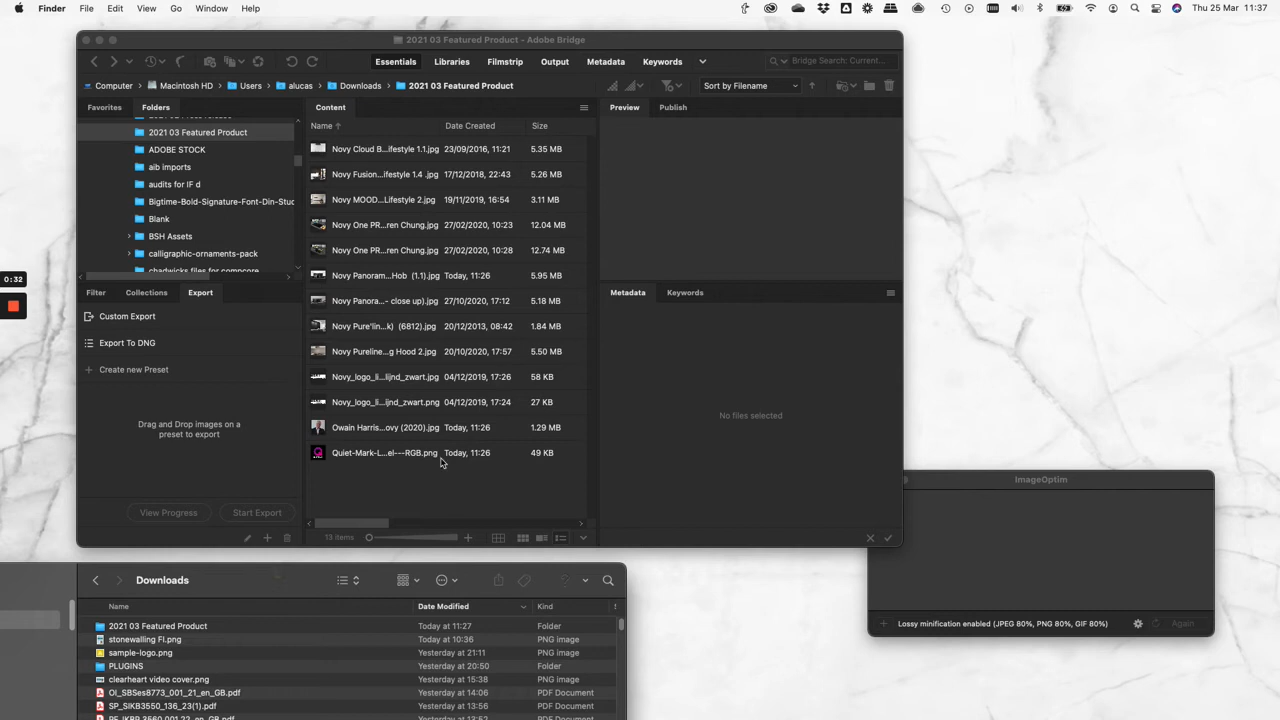 Finder File Edit View Go Window Help Thu 25 Mar 11:37
2021 03 Featured Product – Adobe Bridge
Essentials Libraries Filmstrip Output Metadata Keywords Bridge Search: Current...
Computer Macintosh HD Users alucas Downloads 2021 03 Featured Product Sort by Filename
Favorites Folders
2021 03 Featured Product
ADOBE STOCK
aib imports
audits for IF d
Bigtime-Bold-Signature-Font-Din-Stud
Blank
BSH Assets
calligraphic-ornaments-pack
chadwicks files for compcore
Filter Collections Export
Custom Export
Export To DNG
Create new Preset
Drag and Drop images on a
preset to export
View Progress Start Export
Content
Name Date Created Size
Novy Cloud B...ifestyle 1.1.jpg 23/09/2016, 11:21 5.35 MB
Novy Fusion...ifestyle 1.4 .jpg 17/12/2018, 22:43 5.26 MB
Novy MOOD...Lifestyle 2.jpg 19/11/2019, 16:54 3.11 MB
Novy One PR...ren Chung.jpg 27/02/2020, 10:23 12.04 MB
Novy One PR...ren Chung.jpg 27/02/2020, 10:28 12.74 MB
Novy Panoram...Hob (1.1).jpg Today, 11:26 5.95 MB
Novy Panora...- close up).jpg 27/10/2020, 17:12 5.18 MB
Novy Pure'lin...k) (6812).jpg 20/12/2013, 08:42 1.84 MB
Novy Pureline...g Hood 2.jpg 20/10/2020, 17:57 5.50 MB
Novy_logo_li...lijnd_zwart.jpg 04/12/2019, 17:26 58 KB
Novy_logo_li...ijnd_zwart.png 04/12/2019, 17:24 27 KB
Owain Harris...ovy (2020).jpg Today, 11:26 1.29 MB
Quiet-Mark-L...el---RGB.png Today, 11:26 49 KB
13 items
Preview Publish
Metadata Keywords
No files selected
0:32
ImageOptim
Lossy minification enabled (JPEG 80%, PNG 80%, GIF 80%) Again
Downloads
Name Date Modified Kind
2021 03 Featured Product Today at 11:27 Folder
stonewalling FI.png Today at 10:36 PNG image
sample-logo.png Yesterday at 21:11 PNG image
PLUGINS Yesterday at 20:50 Folder
clearheart video cover.png Yesterday at 15:38 PNG image
OI_SBSes8773_001_21_en_GB.pdf Yesterday at 14:06 PDF Document
SP_SIKB3550_136_23(1).pdf Yesterday at 13:56 PDF Document